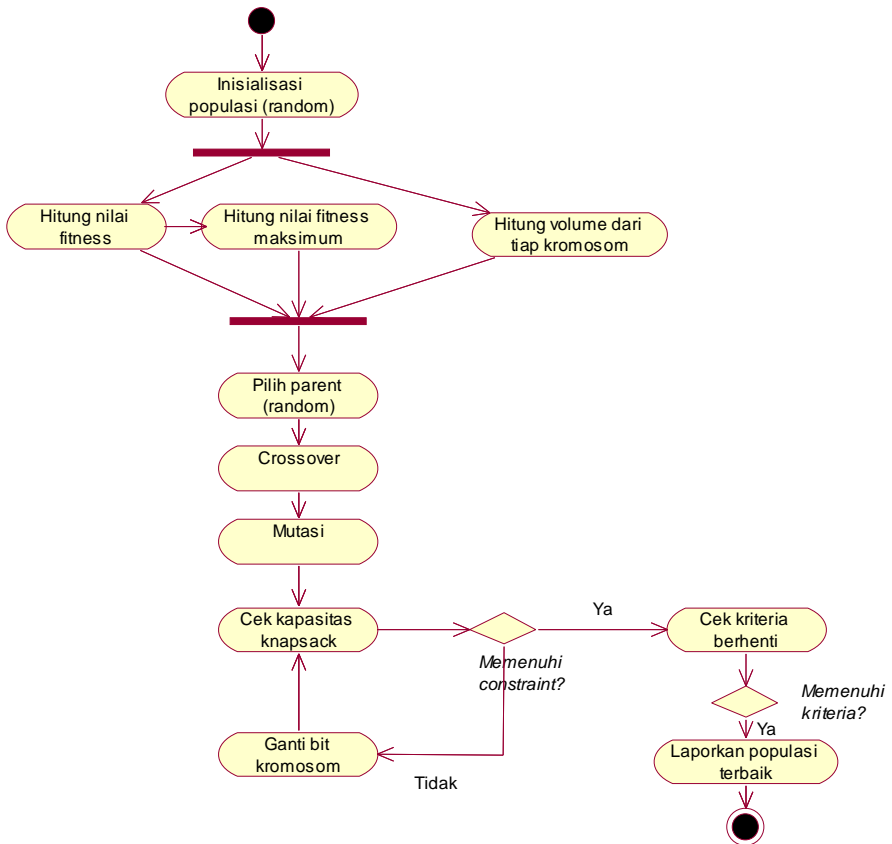 Inisialisasi
populasi (random)
Hitung nilai
fitness
Hitung nilai fitness
maksimum
Hitung volume dari
tiap kromosom
Pilih parent
(random)
Crossover
Mutasi
Cek kapasitas
knapsack
Memenuhi
constraint?
Ya
Cek kriteria
berhenti
Memenuhi
kriteria?
Ya
Ganti bit
kromosom
Tidak
Laporkan populasi
terbaik